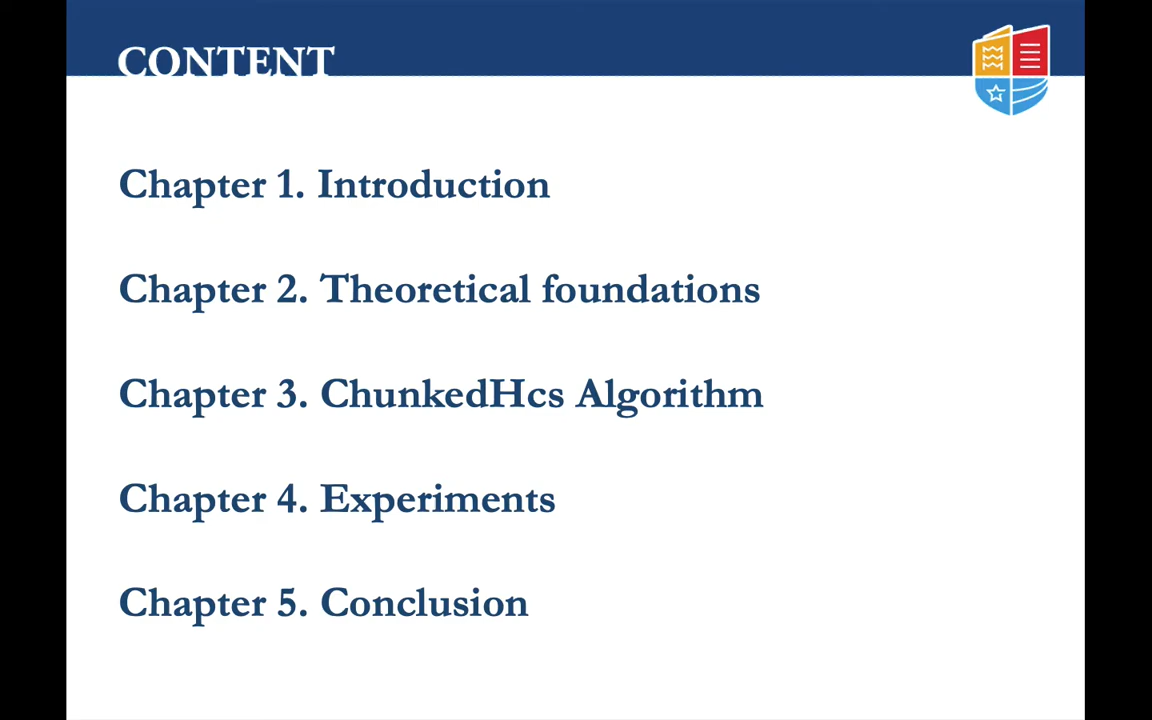 CONTENT
Chapter 1. Introduction
Chapter 2. Theoretical foundations
Chapter 3. ChunkedHcs Algorithm
Chapter 4. Experiments
Chapter 5. Conclusion